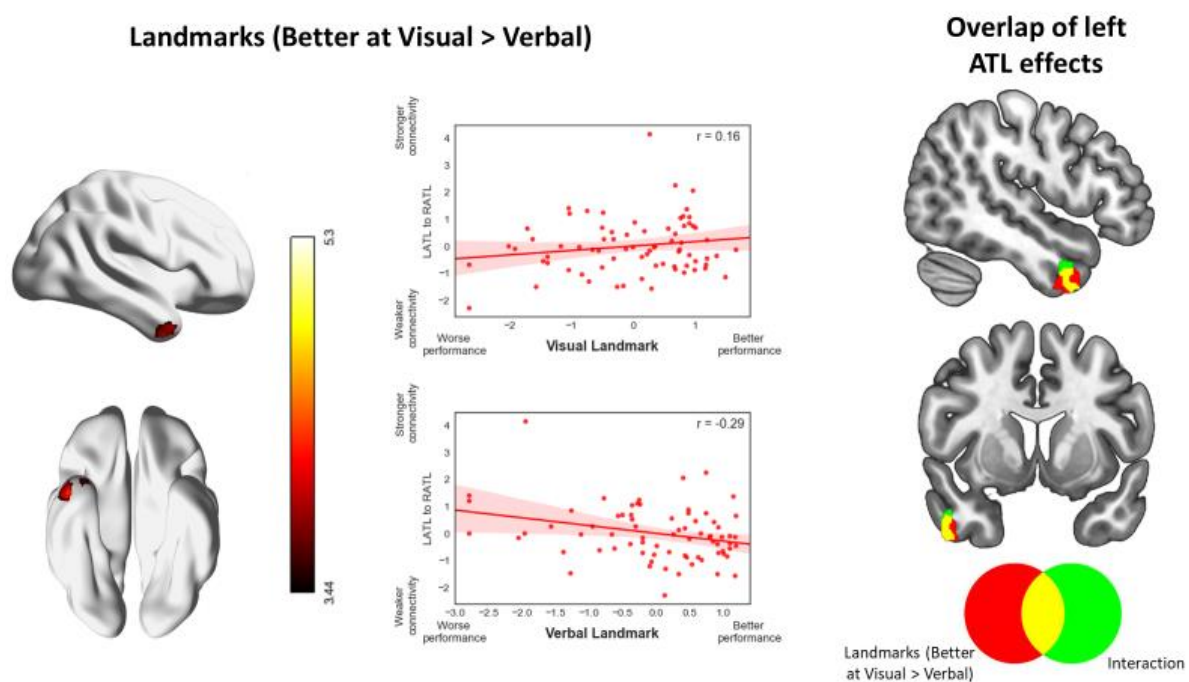 Landmarks (Better at Visual > Verbal)
Overlap of left
ATL effects
5.3
3.44
Stronger
connectivity
LATL to RATL
Weaker
connectivity
4
3
2
1
0
−1
−2
r = 0.16
−2
−1
0
1
Worse
performance
Visual Landmark
Better
performance
Stronger
connectivity
LATL to RATL
Weaker
connectivity
4
3
2
1
0
−1
−2
r = -0.29
−3.0
−2.5
−2.0
−1.5
−1.0
−0.5
0.0
0.5
1.0
Worse
performance
Verbal Landmark
Better
performance
Landmarks (Better
at Visual > Verbal)
Interaction